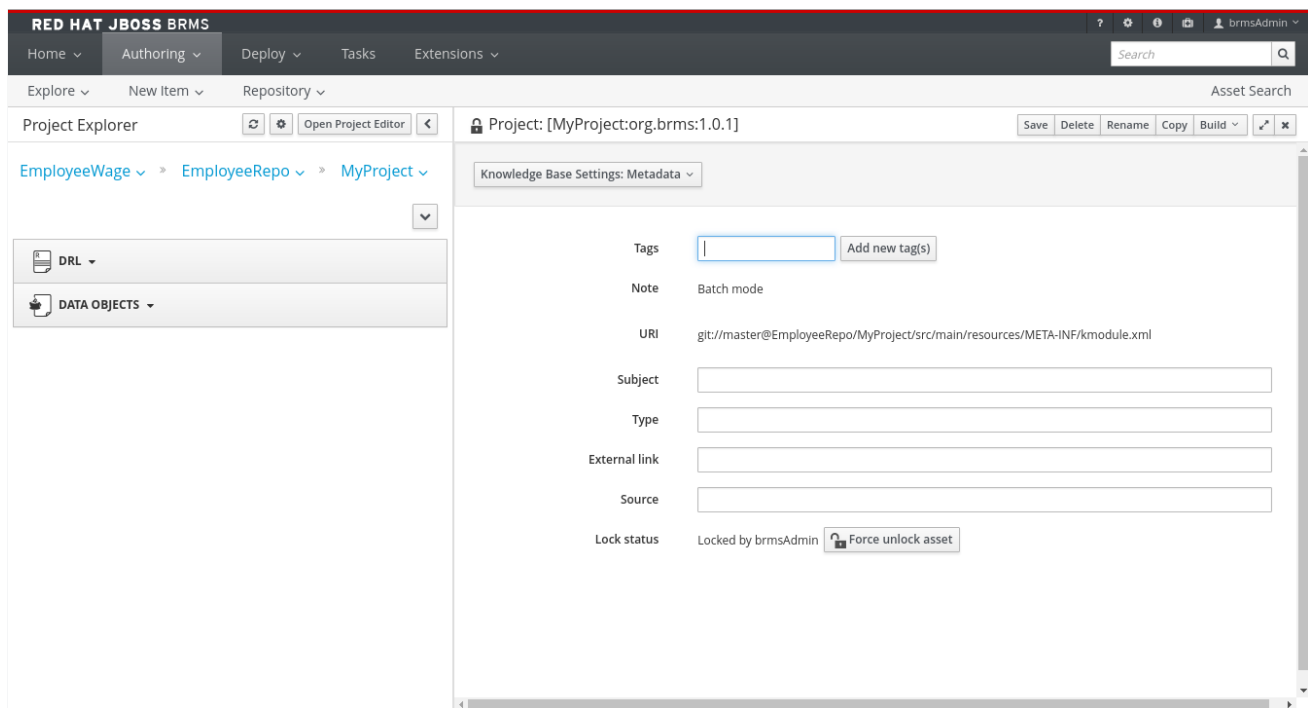 RED HAT JBOSS BRMS
? brmsAdmin
Home Authoring Deploy Tasks Extensions Search
Explore New Item Repository Asset Search
Project Explorer Open Project Editor
EmployeeWage » EmployeeRepo » MyProject
DRL
DATA OBJECTS
Project: [MyProject:org.brms:1.0.1] Save Delete Rename Copy Build
Knowledge Base Settings: Metadata
Tags Add new tag(s)
Note Batch mode
URI git://master@EmployeeRepo/MyProject/src/main/resources/META-INF/kmodule.xml
Subject
Type
External link
Source
Lock status Locked by brmsAdmin Force unlock asset